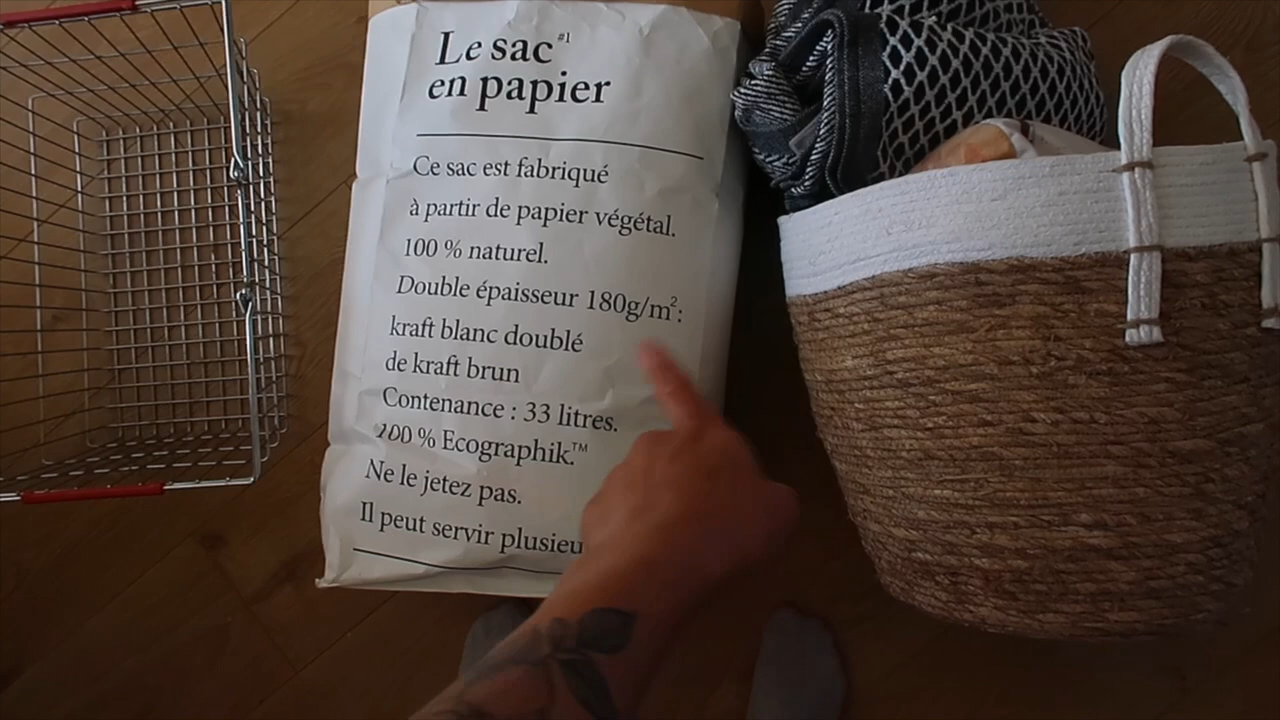 Le sac #1
en papier
Ce sac est fabriqué
à partir de papier végétal.
100 % naturel.
Double épaisseur 180g/m²:
kraft blanc doublé
de kraft brun
Contenance : 33 litres.
100 % Ecographik.™
Ne le jetez pas.
Il peut servir